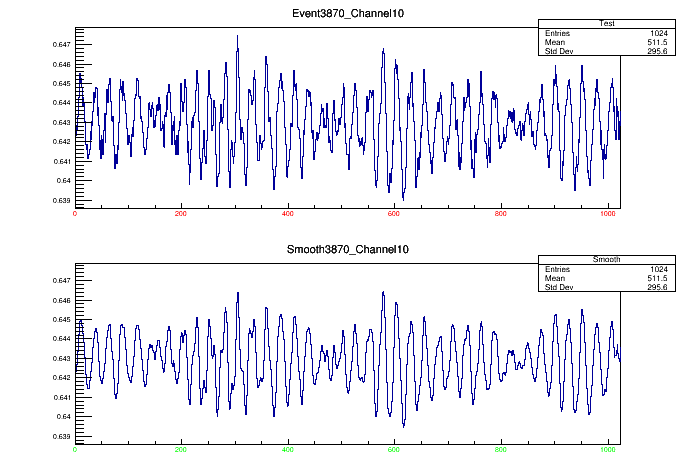 Event3870_Channel10
Test
Entries 1024
Mean 511.5
Std Dev 295.6
0.647
0.646
0.645
0.644
0.643
0.642
0.641
0.64
0.639
0 200 400 600 800 1000
Smooth3870_Channel10
Smooth
Entries 1024
Mean 511.5
Std Dev 295.6
0.647
0.646
0.645
0.644
0.643
0.642
0.641
0.64
0.639
0 200 400 600 800 1000